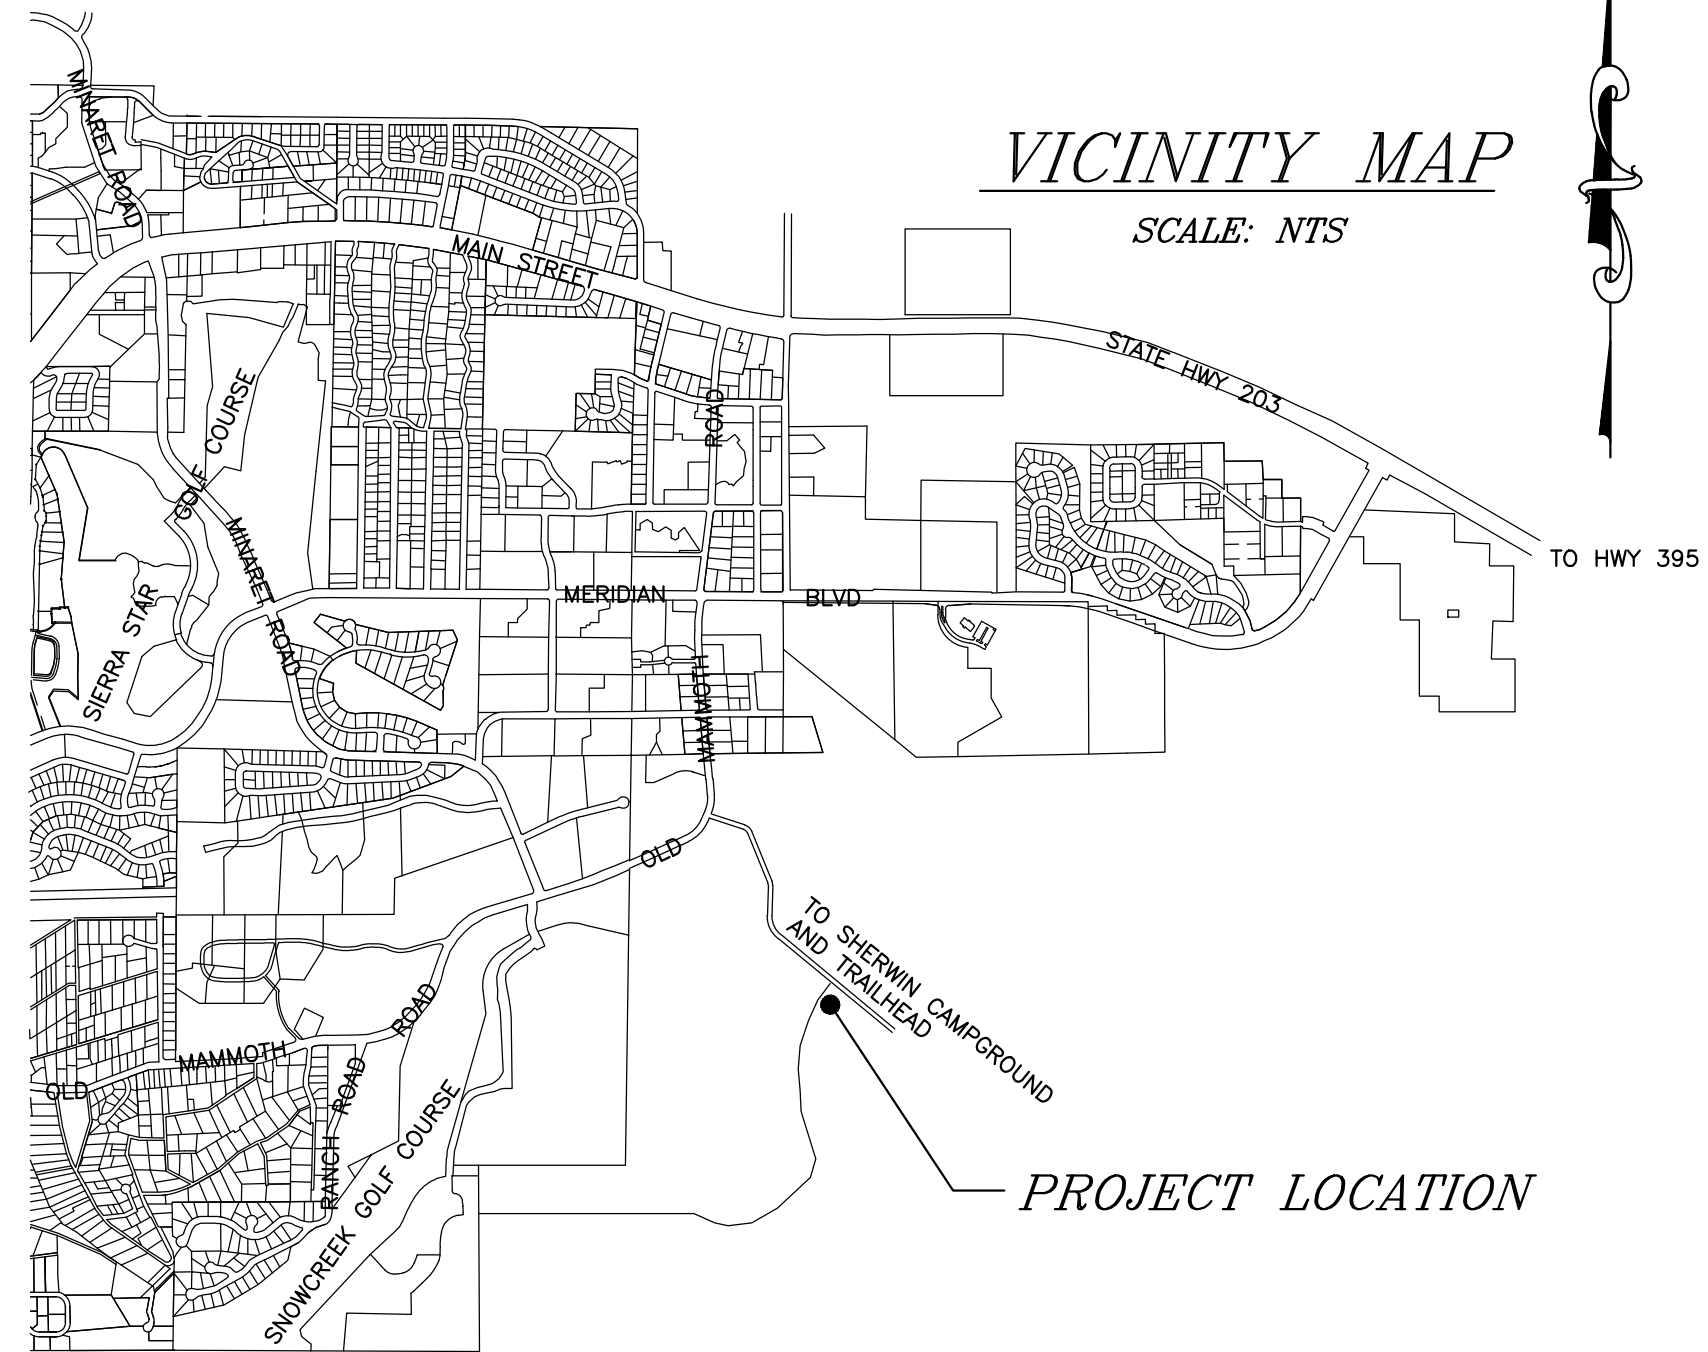 VICINITY MAP
SCALE: NTS
MINARET ROAD
MAIN STREET
STATE HWY 203
TO HWY 395
GOLF COURSE
ROAD
MINARET ROAD
MERIDIAN BLVD
SIERRA STAR
MAMMOTH
OLD
TO SHERWIN CAMPGROUND
AND TRAILHEAD
ROAD
MAMMOTH
OLD
RANCH ROAD
SNOWCREEK GOLF COURSE
PROJECT LOCATION